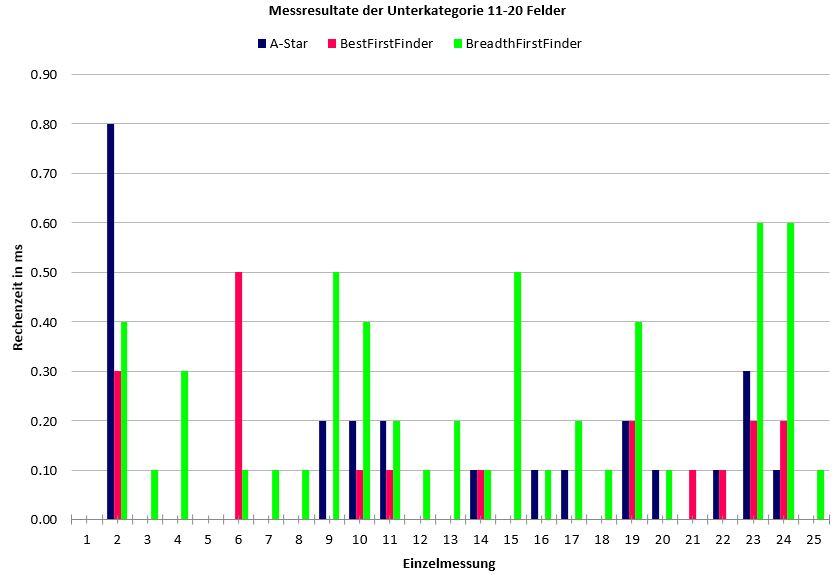 Messresultate der Unterkategorie 11-20 Felder
A-Star BestFirstFinder BreadthFirstFinder
0.90
0.80
0.70
0.60
0.50
0.40
0.30
0.20
0.10
0.00
Rechenzeit in ms
1 2 3 4 5 6 7 8 9 10 11 12 13 14 15 16 17 18 19 20 21 22 23 24 25
Einzelmessung